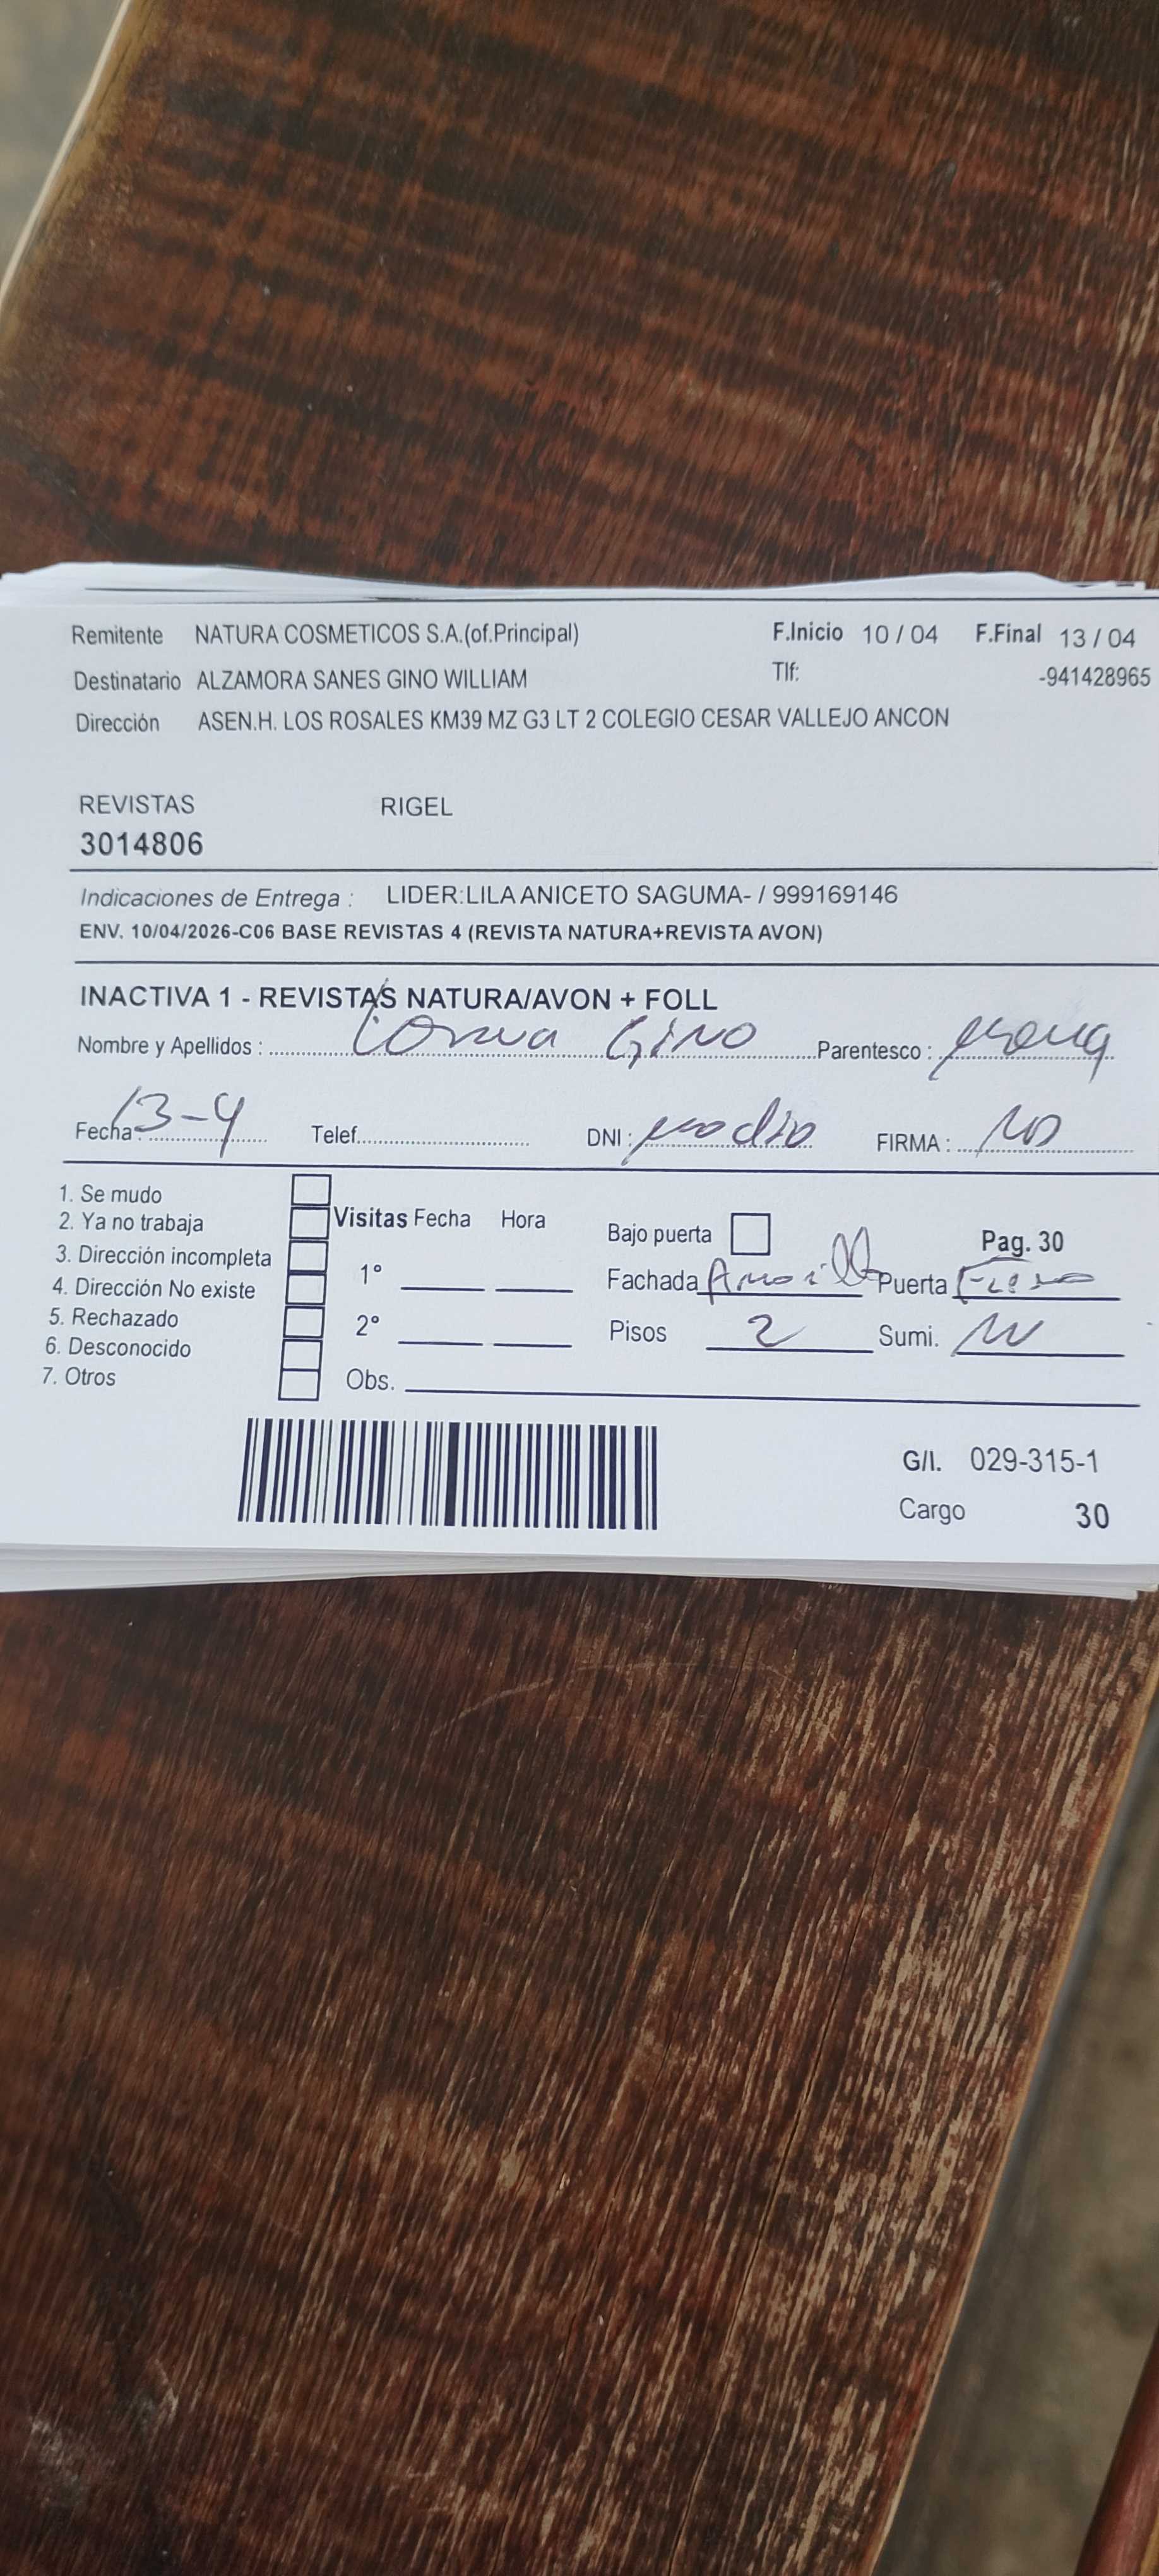 Remitente NATURA COSMETICOS S.A.(of.Principal) F.Inicio 10 / 04 F.Final 13 / 04
Destinatario ALZAMORA SANES GINO WILLIAM Tlf: -941428965
Dirección ASEN.H. LOS ROSALES KM39 MZ G3 LT 2 COLEGIO CESAR VALLEJO ANCON
REVISTAS RIGEL
3014806
Indicaciones de Entrega : LIDER:LILA ANICETO SAGUMA- / 999169146
ENV. 10/04/2026-C06 BASE REVISTAS 4 (REVISTA NATURA+REVISTA AVON)
INACTIVA 1 - REVISTAS NATURA/AVON + FOLL
Nombre y Apellidos : Gino Parentesco :
Fecha : 13-4 Telef. DNI : no dio FIRMA : NO
1. Se mudo
2. Ya no trabaja Visitas Fecha Hora Bajo puerta Pag. 30
3. Dirección incompleta 1° Fachada Puerta
4. Dirección No existe
5. Rechazado 2° Pisos 2 Sumi.
6. Desconocido
7. Otros Obs.
G/I. 029-315-1
Cargo 30